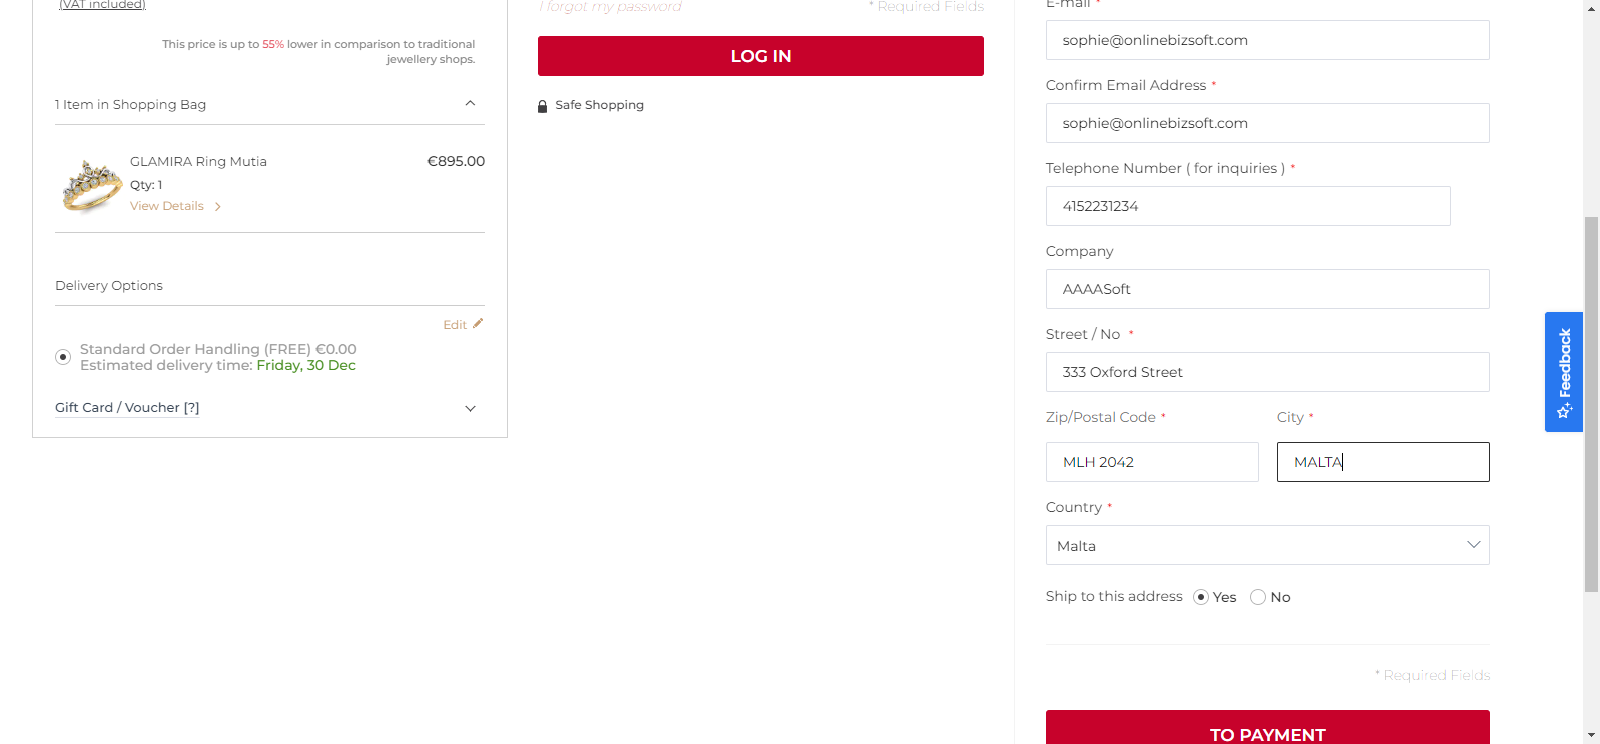 (VAT included)
This price is up to 55% lower in comparison to traditional
jewellery shops.
1 Item in Shopping Bag
GLAMIRA Ring Mutia
€895.00
Qty: 1
View Details
Delivery Options
Edit
Standard Order Handling (FREE) €0.00
Estimated delivery time: Friday, 30 Dec
Gift Card / Voucher [?]
I forgot my password
* Required Fields
LOG IN
Safe Shopping
E-mail *
sophie@onlinebizsoft.com
Confirm Email Address *
sophie@onlinebizsoft.com
Telephone Number ( for inquiries ) *
4152231234
Company
AAAASoft
Street / No *
333 Oxford Street
Zip/Postal Code *
City *
MLH 2042
MALTA
Country *
Malta
Ship to this address
Yes
No
* Required Fields
TO PAYMENT
Feedback